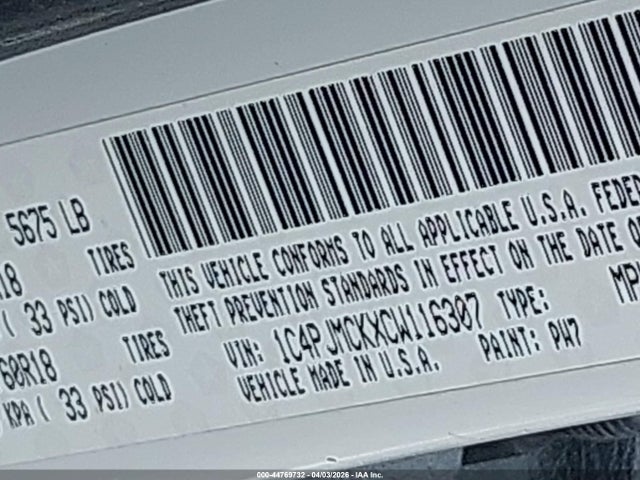 5675 LB
R18 TIRES
( 33 PSI) COLD
60R18 TIRES
KPA ( 33 PSI) COLD
THIS VEHICLE CONFORMS TO ALL APPLICABLE U.S.A. FEDER
THEFT PREVENTION STANDARDS IN EFFECT ON THE DATE O
VIN: 1C4PJMCKXCW116307 TYPE: MP
VEHICLE MADE IN U.S.A. PAINT: PW7
000-44769732 - 04/03/2026 - IAA Inc.